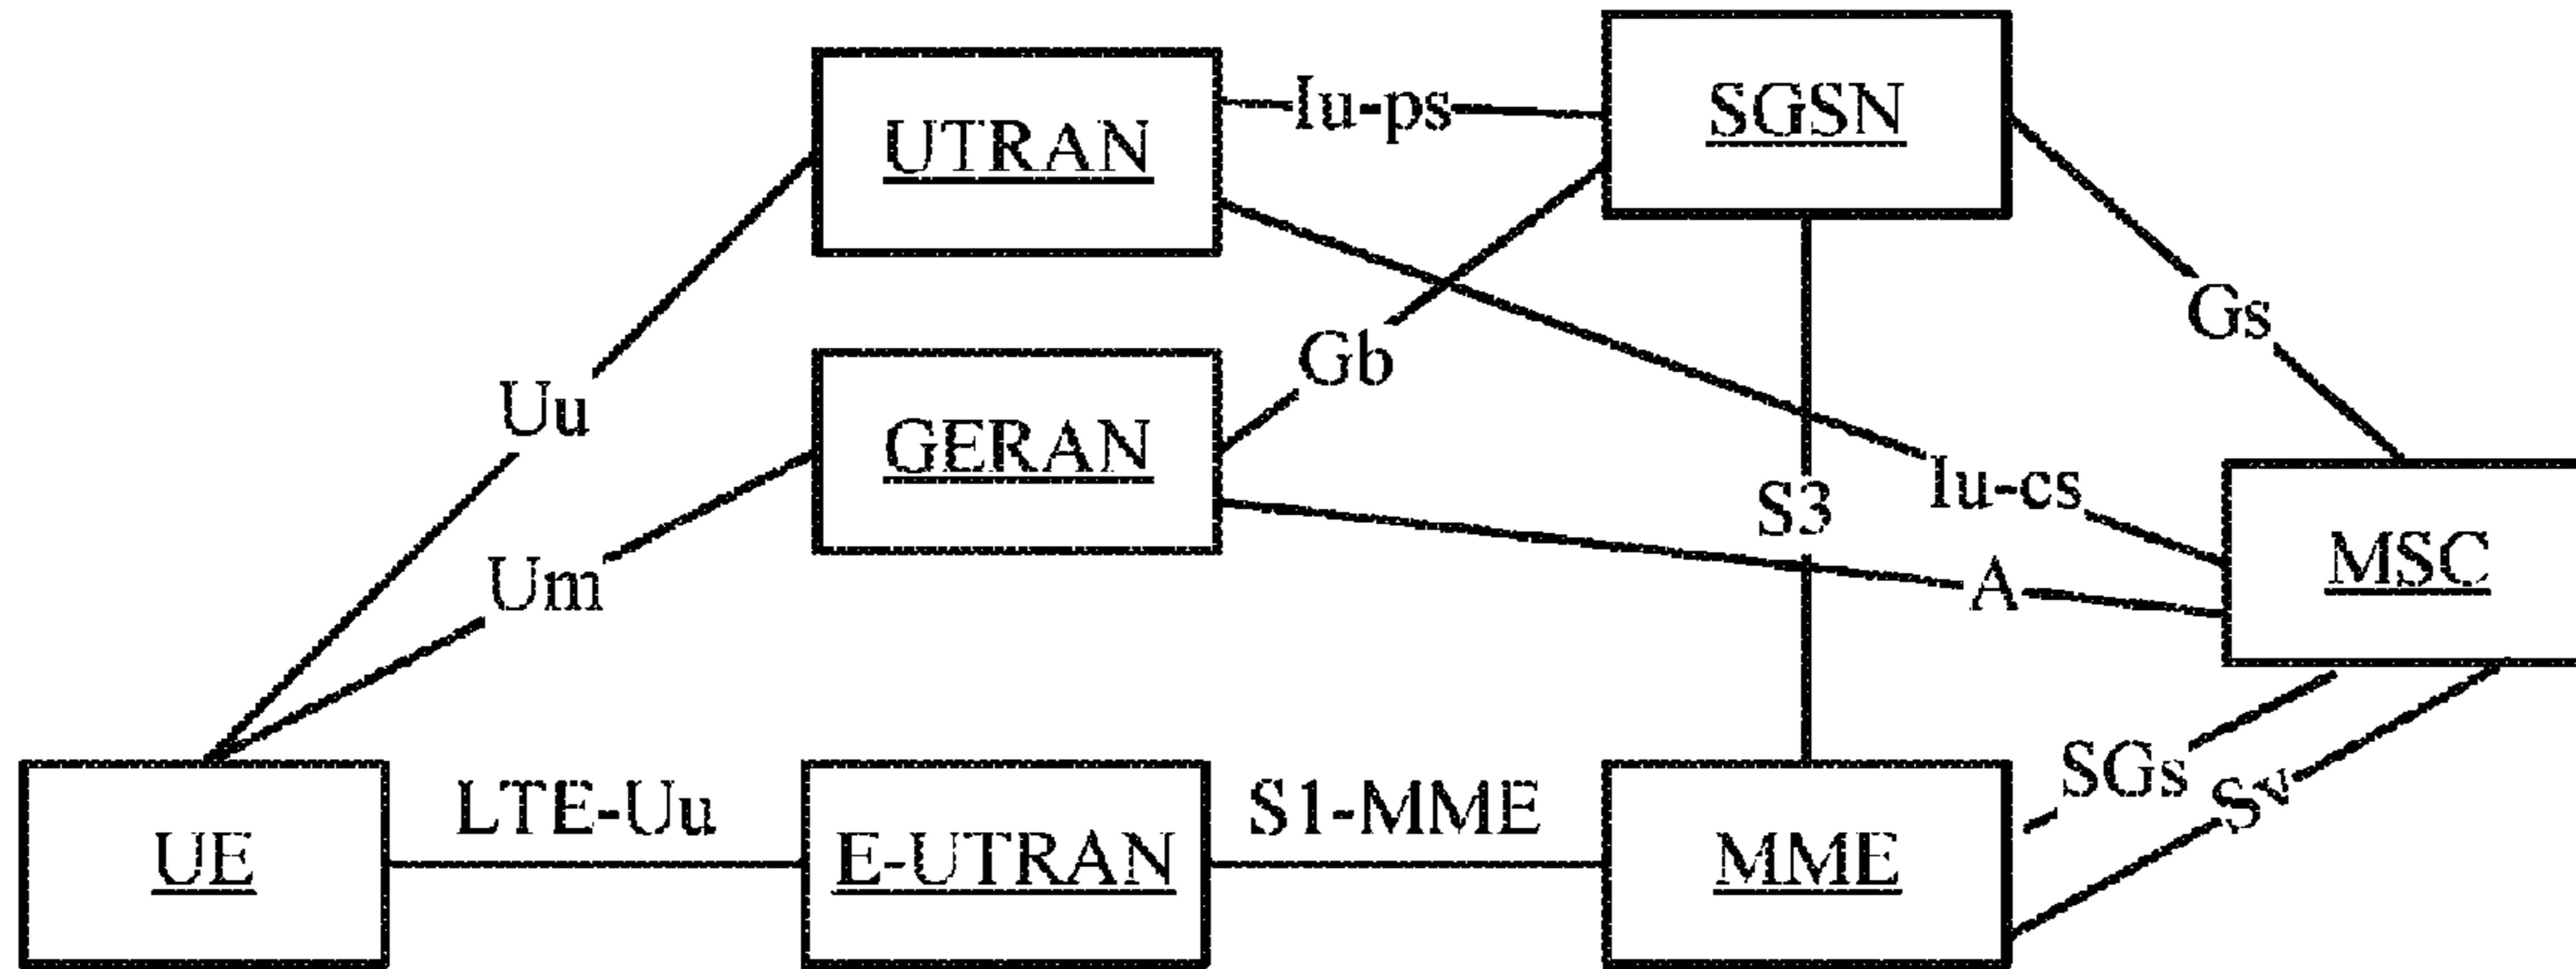 SGSN
Iu-ps
UTRAN
Gs
Gb
Uu
GERAN
Iu-cs
S3
MSC
Um
A
SGs
Sv
LTE-Uu
S1-MME
UE
E-UTRAN
MME